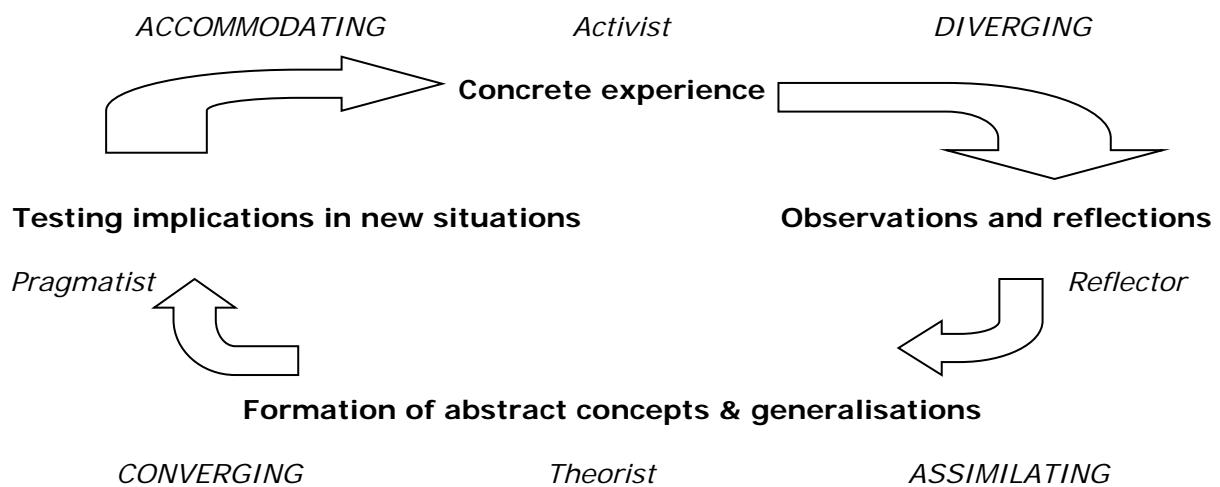 ACCOMMODATING Activist DIVERGING
Concrete experience
Testing implications in new situations Observations and reflections
Pragmatist Reflector
Formation of abstract concepts & generalisations
CONVERGING Theorist ASSIMILATING